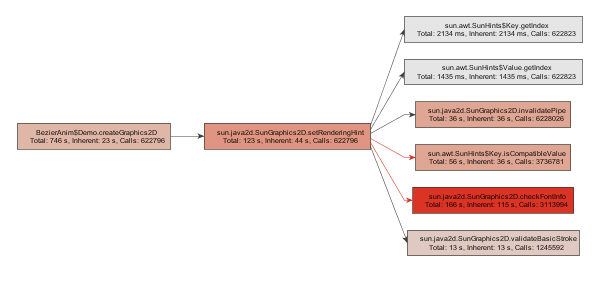 sun.awt.SunHints$Key.getIndex
Total: 2134 ms, Inherent: 2134 ms, Calls: 622823
sun.awt.SunHints$Value.getIndex
Total: 1435 ms, Inherent: 1435 ms, Calls: 622823
sun.java2d.SunGraphics2D.invalidatePipe
Total: 36 s, Inherent: 36 s, Calls: 6228026
BezierAnim$Demo.createGraphics2D
Total: 746 s, Inherent: 23 s, Calls: 622796
sun.java2d.SunGraphics2D.setRenderingHint
Total: 123 s, Inherent: 44 s, Calls: 622796
sun.awt.SunHints$Key.isCompatibleValue
Total: 56 s, Inherent: 36 s, Calls: 3736781
sun.java2d.SunGraphics2D.checkFontInfo
Total: 166 s, Inherent: 115 s, Calls: 3113994
sun.java2d.SunGraphics2D.validateBasicStroke
Total: 13 s, Inherent: 13 s, Calls: 1245592